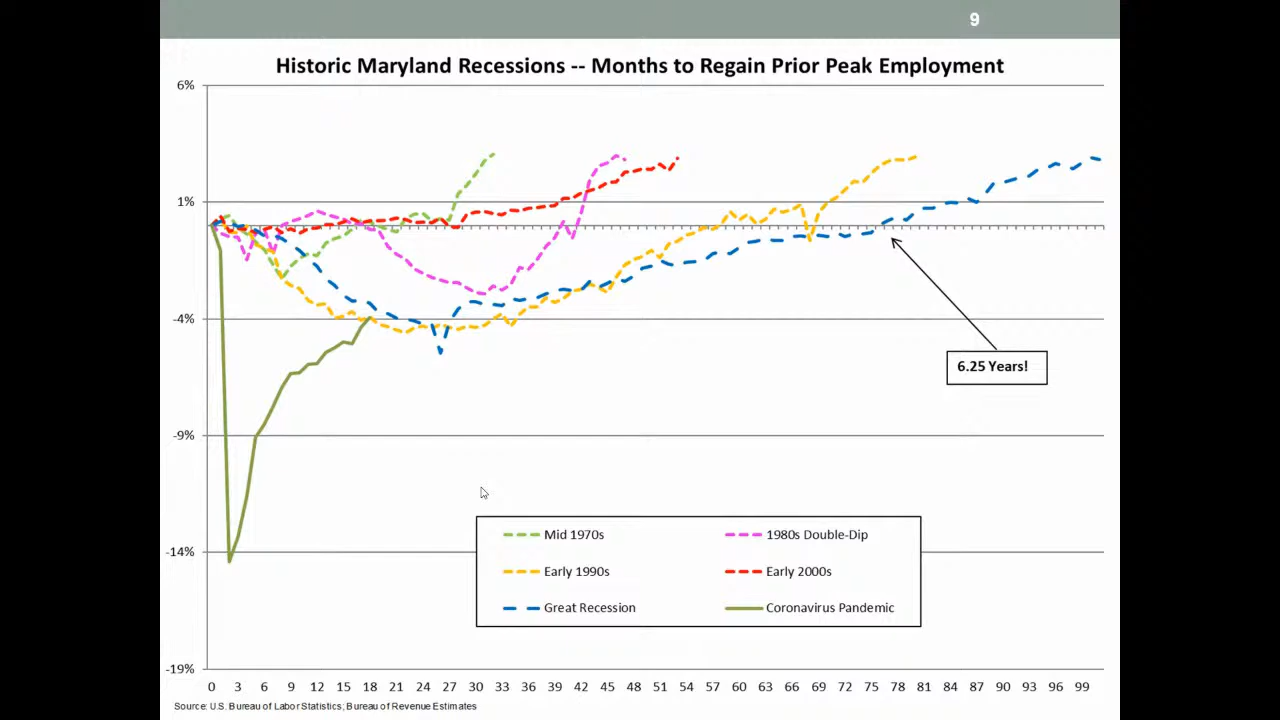 9
Historic Maryland Recessions -- Months to Regain Prior Peak Employment
6%
1%
-4%
6.25 Years!
-9%
Mid 1970s 1980s Double-Dip
-14%
Early 1990s Early 2000s
Great Recession Coronavirus Pandemic
-19%
0 3 6 9 12 15 18 21 24 27 30 33 36 39 42 45 48 51 54 57 60 63 66 69 72 75 78 81 84 87 90 93 96 99
Source: U.S. Bureau of Labor Statistics; Bureau of Revenue Estimates